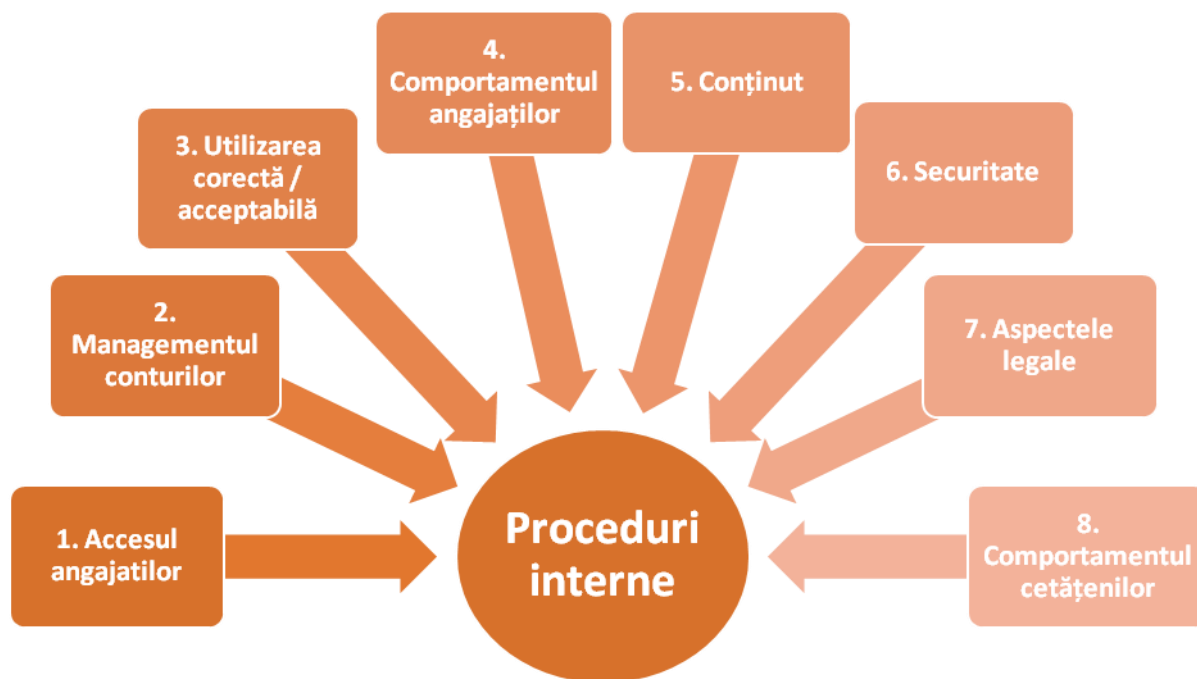 1. Accesul
angajatilor
2.
Managementul
conturilor
3. Utilizarea
corectă /
acceptabilă
4.
Comportamentul
angajaților
5. Conținut
6. Securitate
7. Aspectele
legale
8.
Comportamentul
cetățenilor
Proceduri
interne